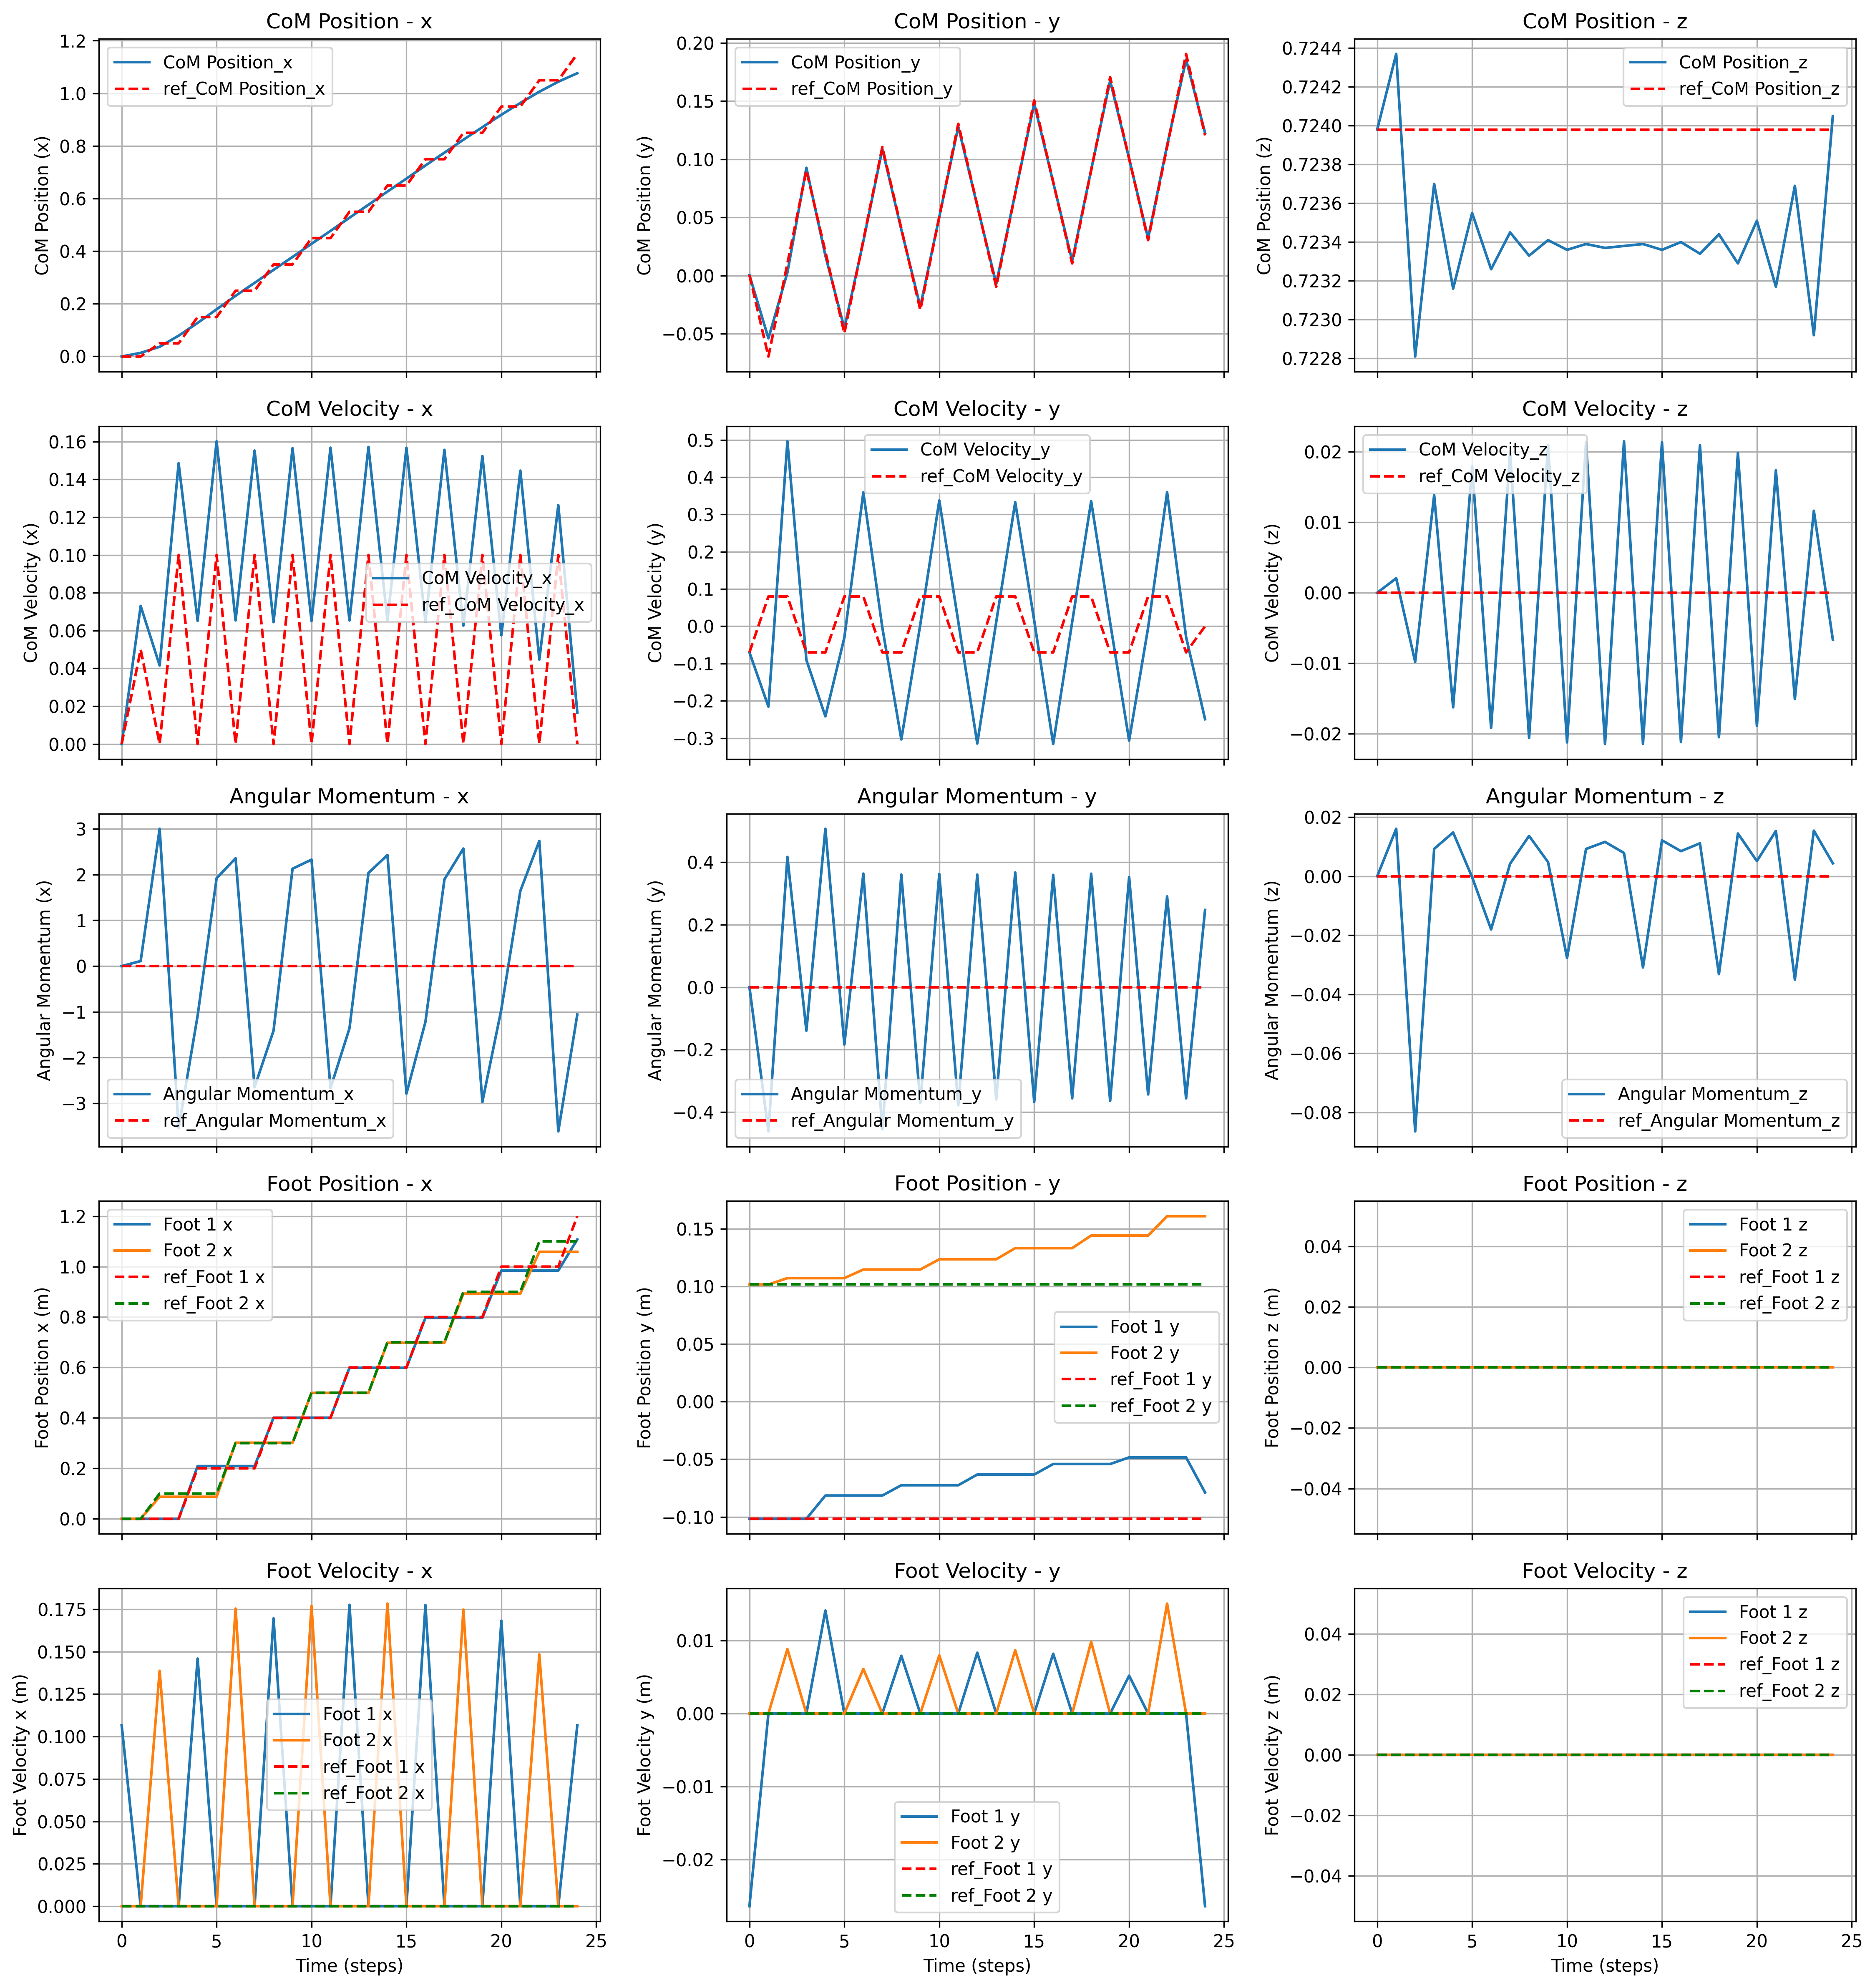 CoM Position - x
CoM Position (x)
1.2
1.0
0.8
0.6
0.4
0.2
0.0
CoM Position_x
ref_CoM Position_x
CoM Position - y
CoM Position (y)
0.20
0.15
0.10
0.05
0.00
−0.05
CoM Position_y
ref_CoM Position_y
CoM Position - z
CoM Position (z)
0.7244
0.7242
0.7240
0.7238
0.7236
0.7234
0.7232
0.7230
0.7228
CoM Position_z
ref_CoM Position_z
CoM Velocity - x
CoM Velocity (x)
0.16
0.14
0.12
0.10
0.08
0.06
0.04
0.02
0.00
CoM Velocity_x
ref_CoM Velocity_x
CoM Velocity - y
CoM Velocity (y)
0.5
0.4
0.3
0.2
0.1
0.0
−0.1
−0.2
−0.3
CoM Velocity_y
ref_CoM Velocity_y
CoM Velocity - z
CoM Velocity (z)
0.02
0.01
0.00
−0.01
−0.02
CoM Velocity_z
ref_CoM Velocity_z
Angular Momentum - x
Angular Momentum (x)
3
2
1
0
−1
−2
−3
Angular Momentum_x
ref_Angular Momentum_x
Angular Momentum - y
Angular Momentum (y)
0.4
0.2
0.0
−0.2
−0.4
Angular Momentum_y
ref_Angular Momentum_y
Angular Momentum - z
Angular Momentum (z)
0.02
0.00
−0.02
−0.04
−0.06
−0.08
Angular Momentum_z
ref_Angular Momentum_z
Foot Position - x
Foot Position x (m)
1.2
1.0
0.8
0.6
0.4
0.2
0.0
Foot 1 x
Foot 2 x
ref_Foot 1 x
ref_Foot 2 x
Foot Position - y
Foot Position y (m)
0.15
0.10
0.05
0.00
−0.05
−0.10
Foot 1 y
Foot 2 y
ref_Foot 1 y
ref_Foot 2 y
Foot Position - z
Foot Position z (m)
0.04
0.02
0.00
−0.02
−0.04
Foot 1 z
Foot 2 z
ref_Foot 1 z
ref_Foot 2 z
Foot Velocity - x
Foot Velocity x (m)
0.175
0.150
0.125
0.100
0.075
0.050
0.025
0.000
Foot 1 x
Foot 2 x
ref_Foot 1 x
ref_Foot 2 x
0 5 10 15 20 25
Time (steps)
Foot Velocity - y
Foot Velocity y (m)
0.01
0.00
−0.01
−0.02
Foot 1 y
Foot 2 y
ref_Foot 1 y
ref_Foot 2 y
0 5 10 15 20 25
Time (steps)
Foot Velocity - z
Foot Velocity z (m)
0.04
0.02
0.00
−0.02
−0.04
Foot 1 z
Foot 2 z
ref_Foot 1 z
ref_Foot 2 z
0 5 10 15 20 25
Time (steps)